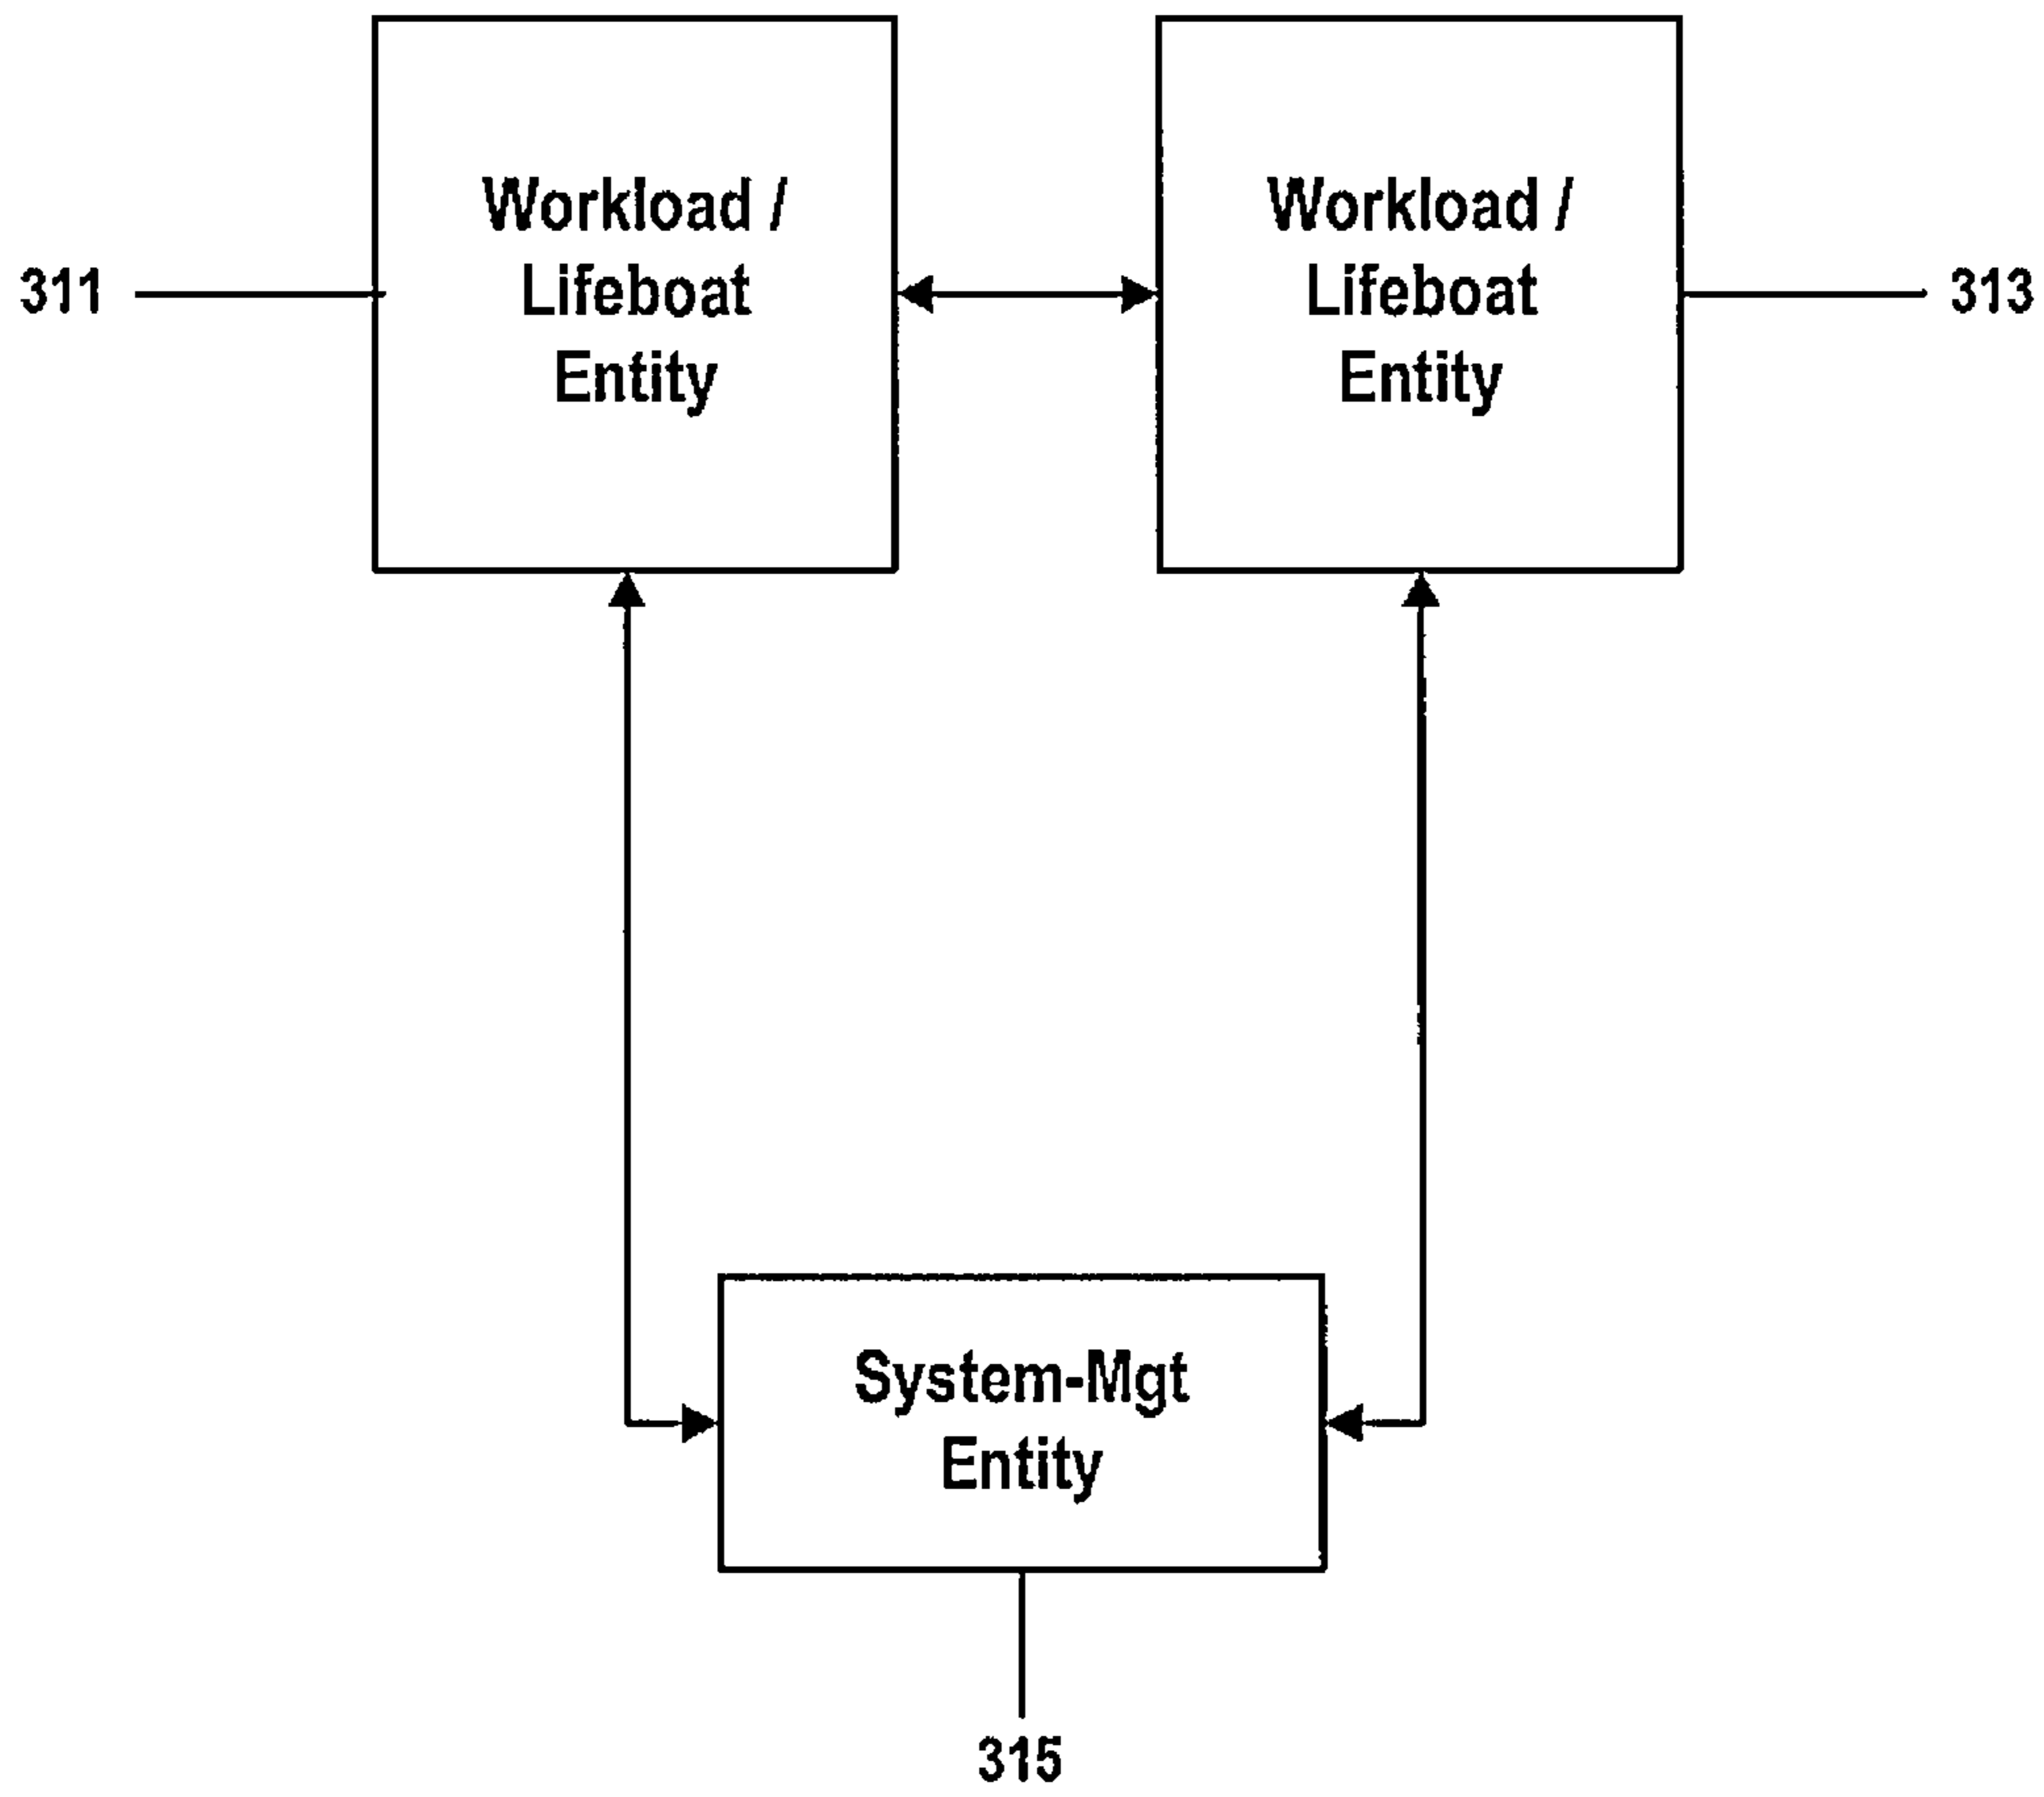 Workload /
Lifeboat
Entity
Workload /
Lifeboat
Entity
311
313
System-Mgt
Entity
315